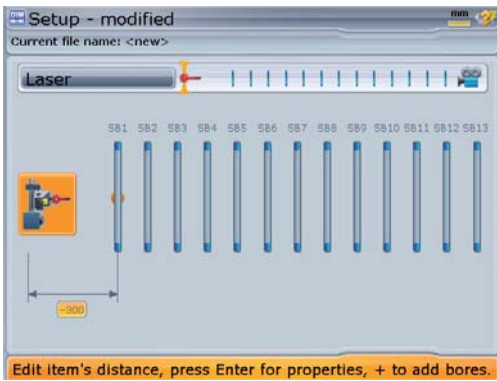 Setup - modified
mm
Current file name: <new>
Laser
SB1 SB2 SB3 SB4 SB5 SB6 SB7 SB8 SB9 SB10 SB11 SB12 SB13
-900
Edit item's distance, press Enter for properties, + to add bores.